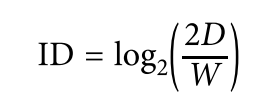 ID = log₂(2D/W)